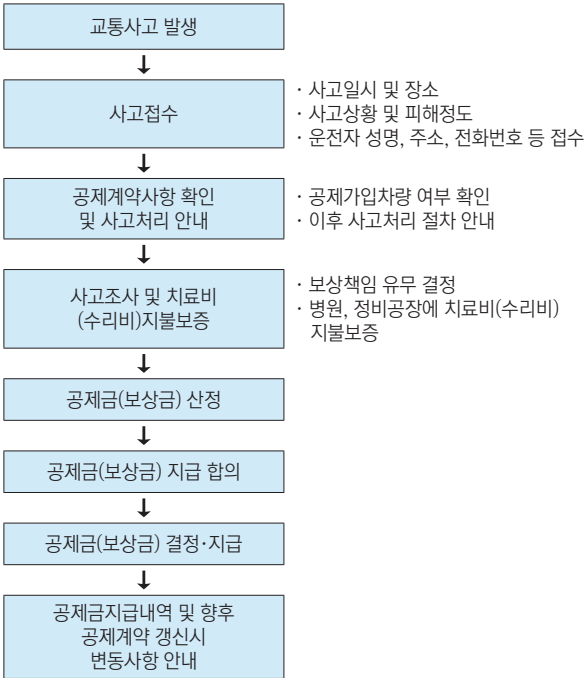 교통사고 발생
사고접수
· 사고일시 및 장소
· 사고상황 및 피해정도
· 운전자 성명, 주소, 전화번호 등 접수
공제계약사항 확인
및 사고처리 안내
· 공제가입차량 여부 확인
· 이후 사고처리 절차 안내
사고조사 및 치료비
(수리비)지불보증
· 보상책임 유무 결정
· 병원, 정비공장에 치료비(수리비)
지불보증
공제금(보상금) 산정
공제금(보상금) 지급 합의
공제금(보상금) 결정·지급
공제금지급내역 및 향후
공제계약 갱신시
변동사항 안내